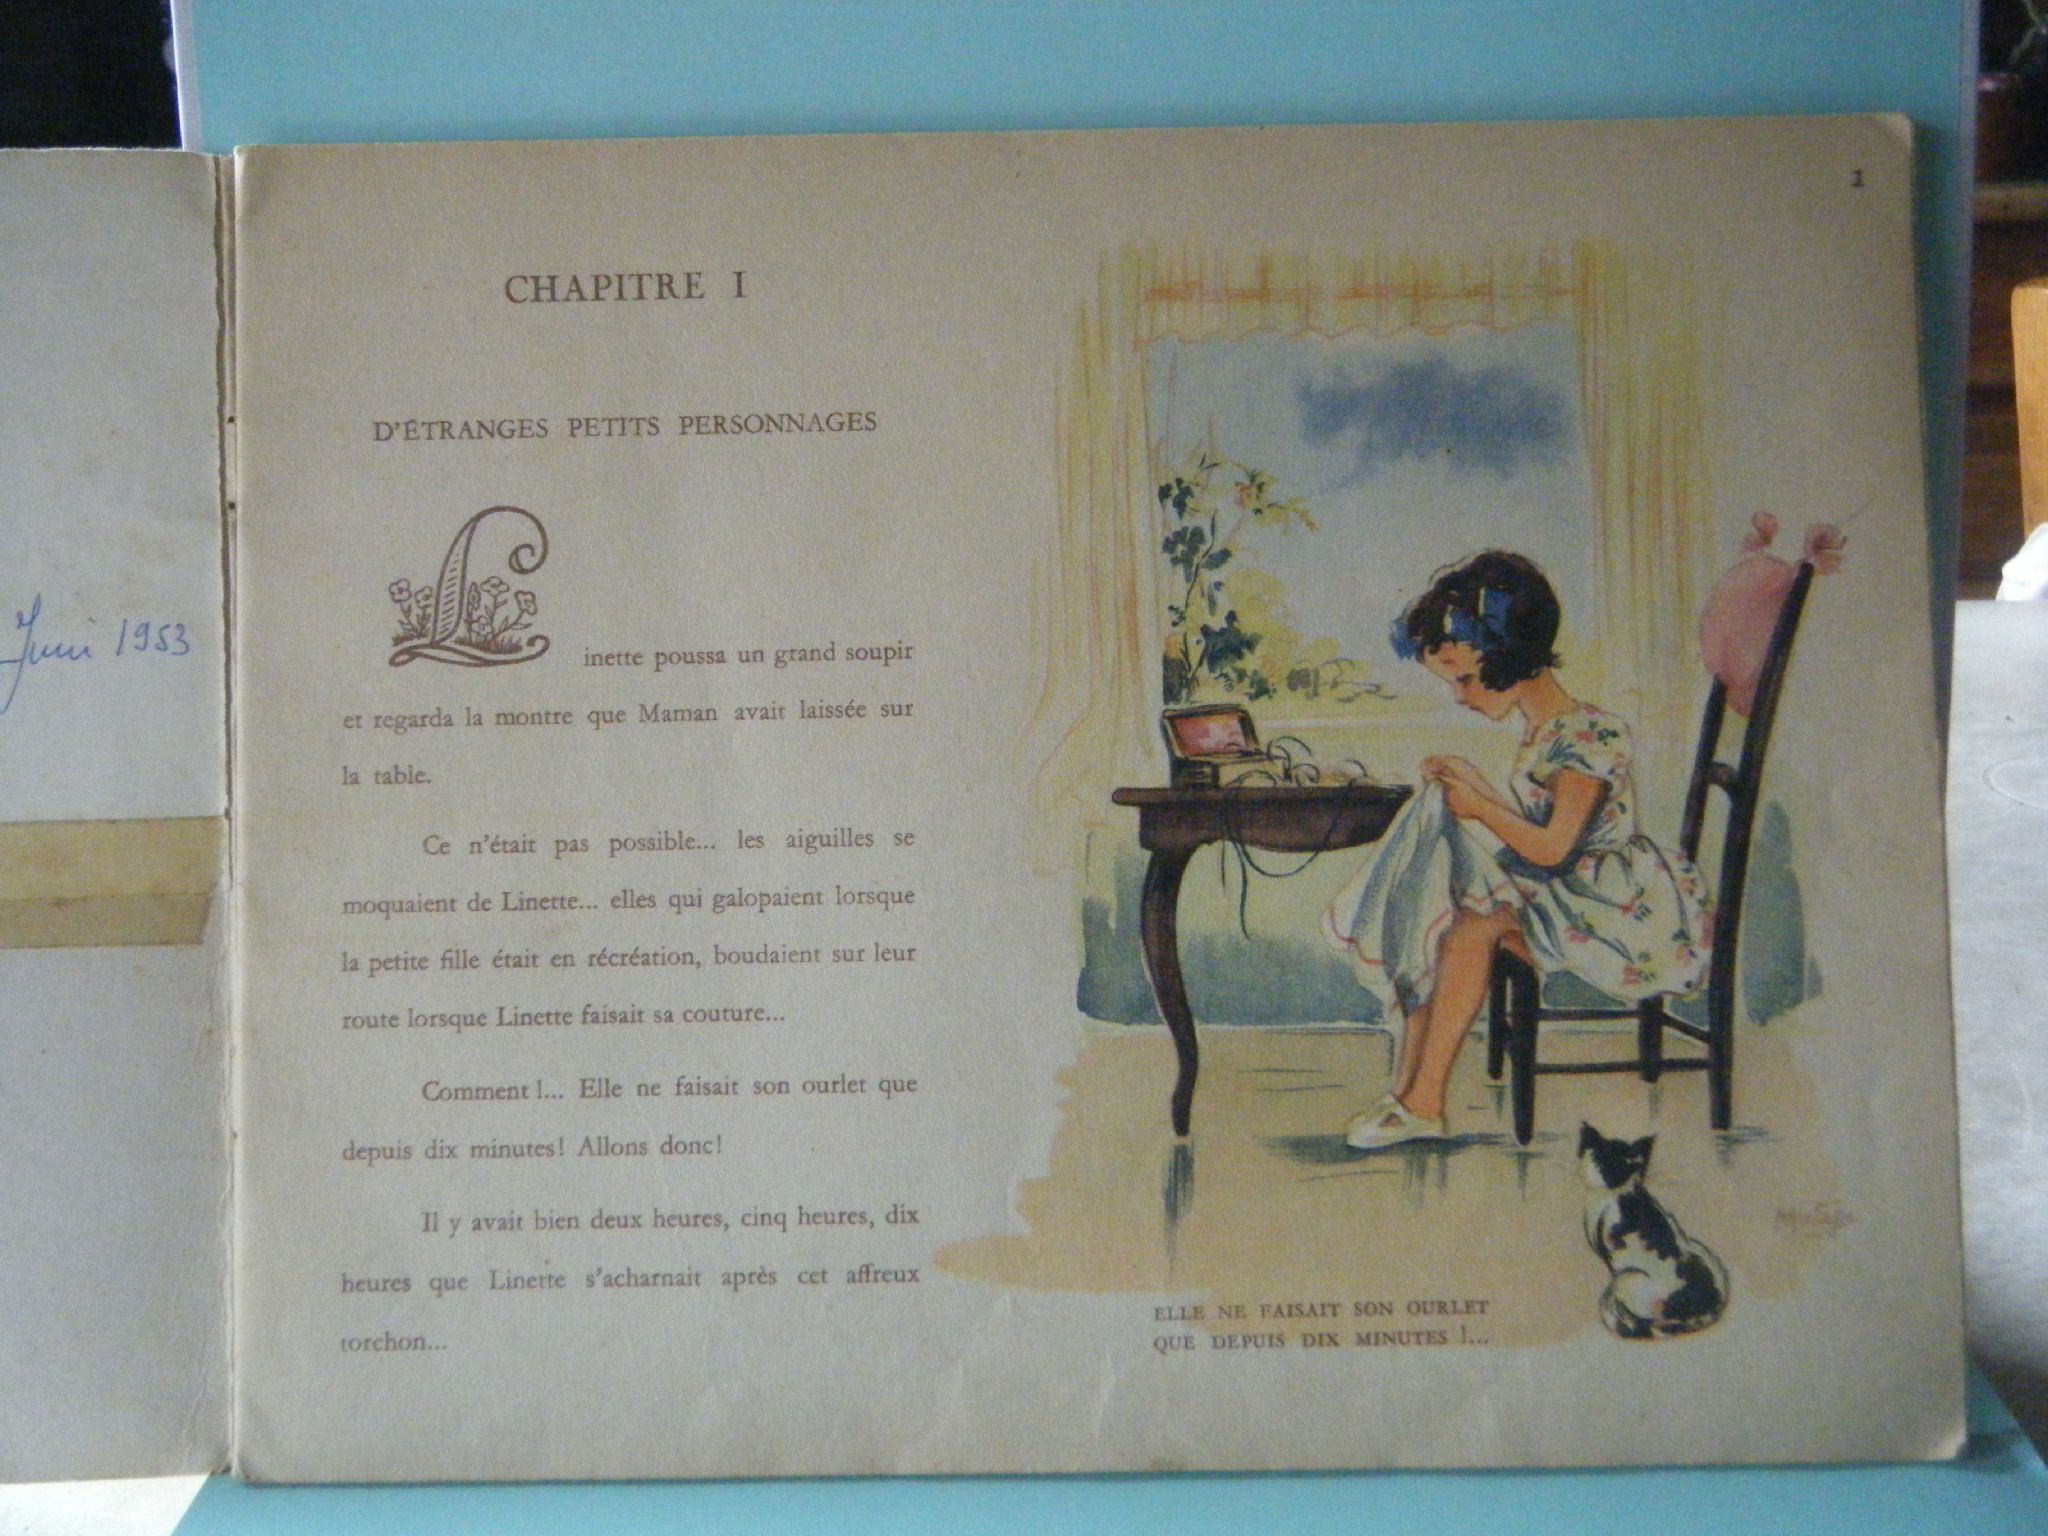 Juin 1953
1
CHAPITRE I
D'ÉTRANGES PETITS PERSONNAGES
Linette poussa un grand soupir
et regarda la montre que Maman avait laissée sur
la table.
Ce n'était pas possible... les aiguilles se
moquaient de Linette... elles qui galopaient lorsque
la petite fille était en récréation, boudaient sur leur
route lorsque Linette faisait sa couture...
Comment !... Elle ne faisait son ourlet que
depuis dix minutes! Allons donc!
Il y avait bien deux heures, cinq heures, dix
heures que Linette s'acharnait après cet affreux
torchon...
ELLE NE FAISAIT SON OURLET
QUE DEPUIS DIX MINUTES !...